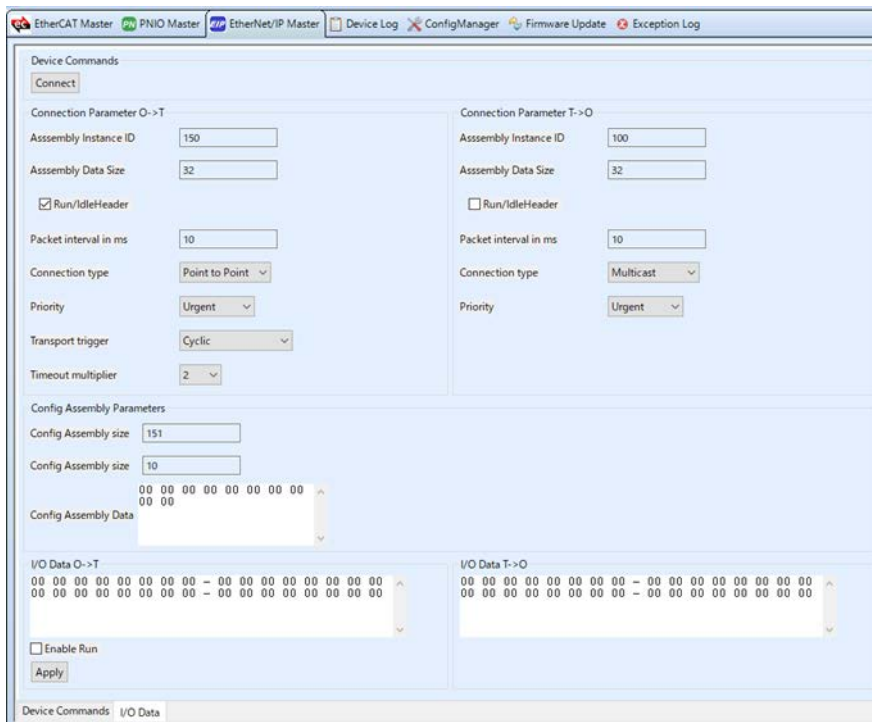 EtherCAT Master PNIO Master EtherNet/IP Master Device Log ConfigManager Firmware Update Exception Log
Device Commands
Connect
Connection Parameter O->T
Asssembly Instance ID 150
Asssembly Data Size 32
Run/IdleHeader
Packet interval in ms 10
Connection type Point to Point
Priority Urgent
Transport trigger Cyclic
Timeout multiplier 2
Connection Parameter T->O
Asssembly Instance ID 100
Asssembly Data Size 32
Run/IdleHeader
Packet interval in ms 10
Connection type Multicast
Priority Urgent
Config Assembly Parameters
Config Assembly size 151
Config Assembly size 10
Config Assembly Data
00 00 00 00 00 00 00 00
00 00
I/O Data O->T
00 00 00 00 00 00 00 00 – 00 00 00 00 00 00 00 00
00 00 00 00 00 00 00 00 – 00 00 00 00 00 00 00 00
Enable Run
Apply
I/O Data T->O
00 00 00 00 00 00 00 00 – 00 00 00 00 00 00 00 00
00 00 00 00 00 00 00 00 – 00 00 00 00 00 00 00 00
Device Commands I/O Data